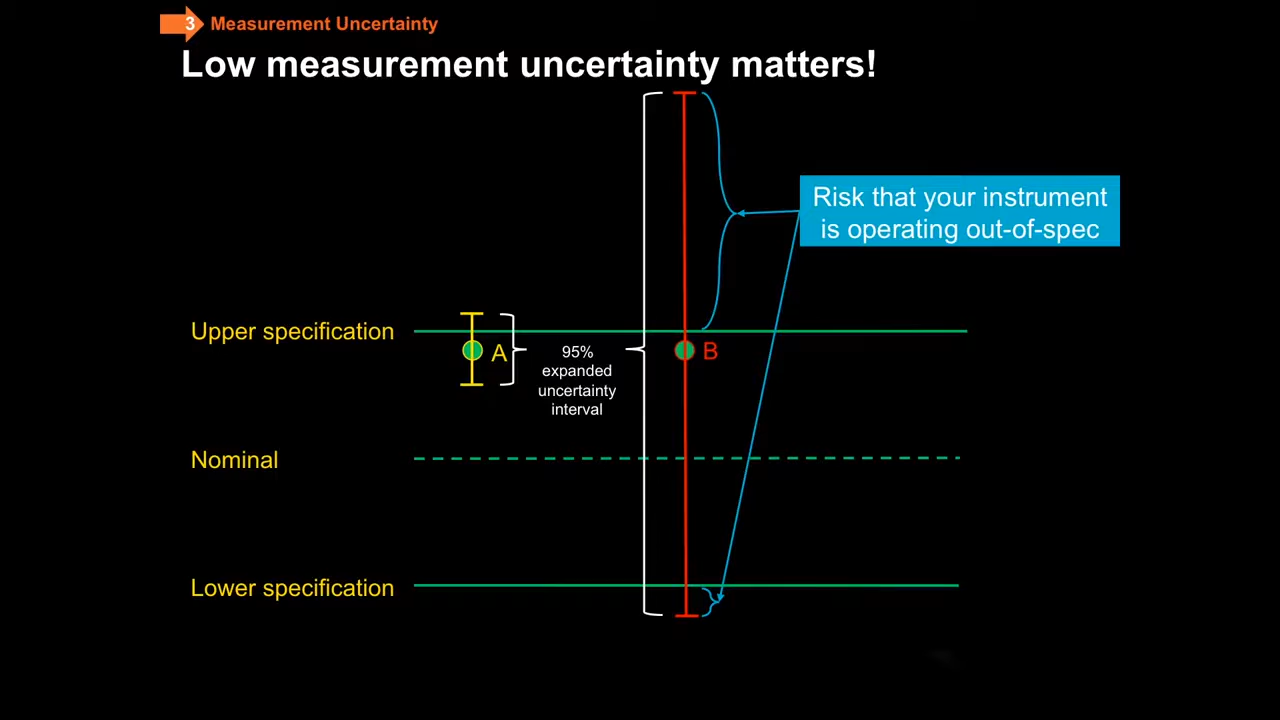 3 Measurement Uncertainty
Low measurement uncertainty matters!
Risk that your instrument
is operating out-of-spec
Upper specification
A
95%
expanded
uncertainty
interval
B
Nominal
Lower specification